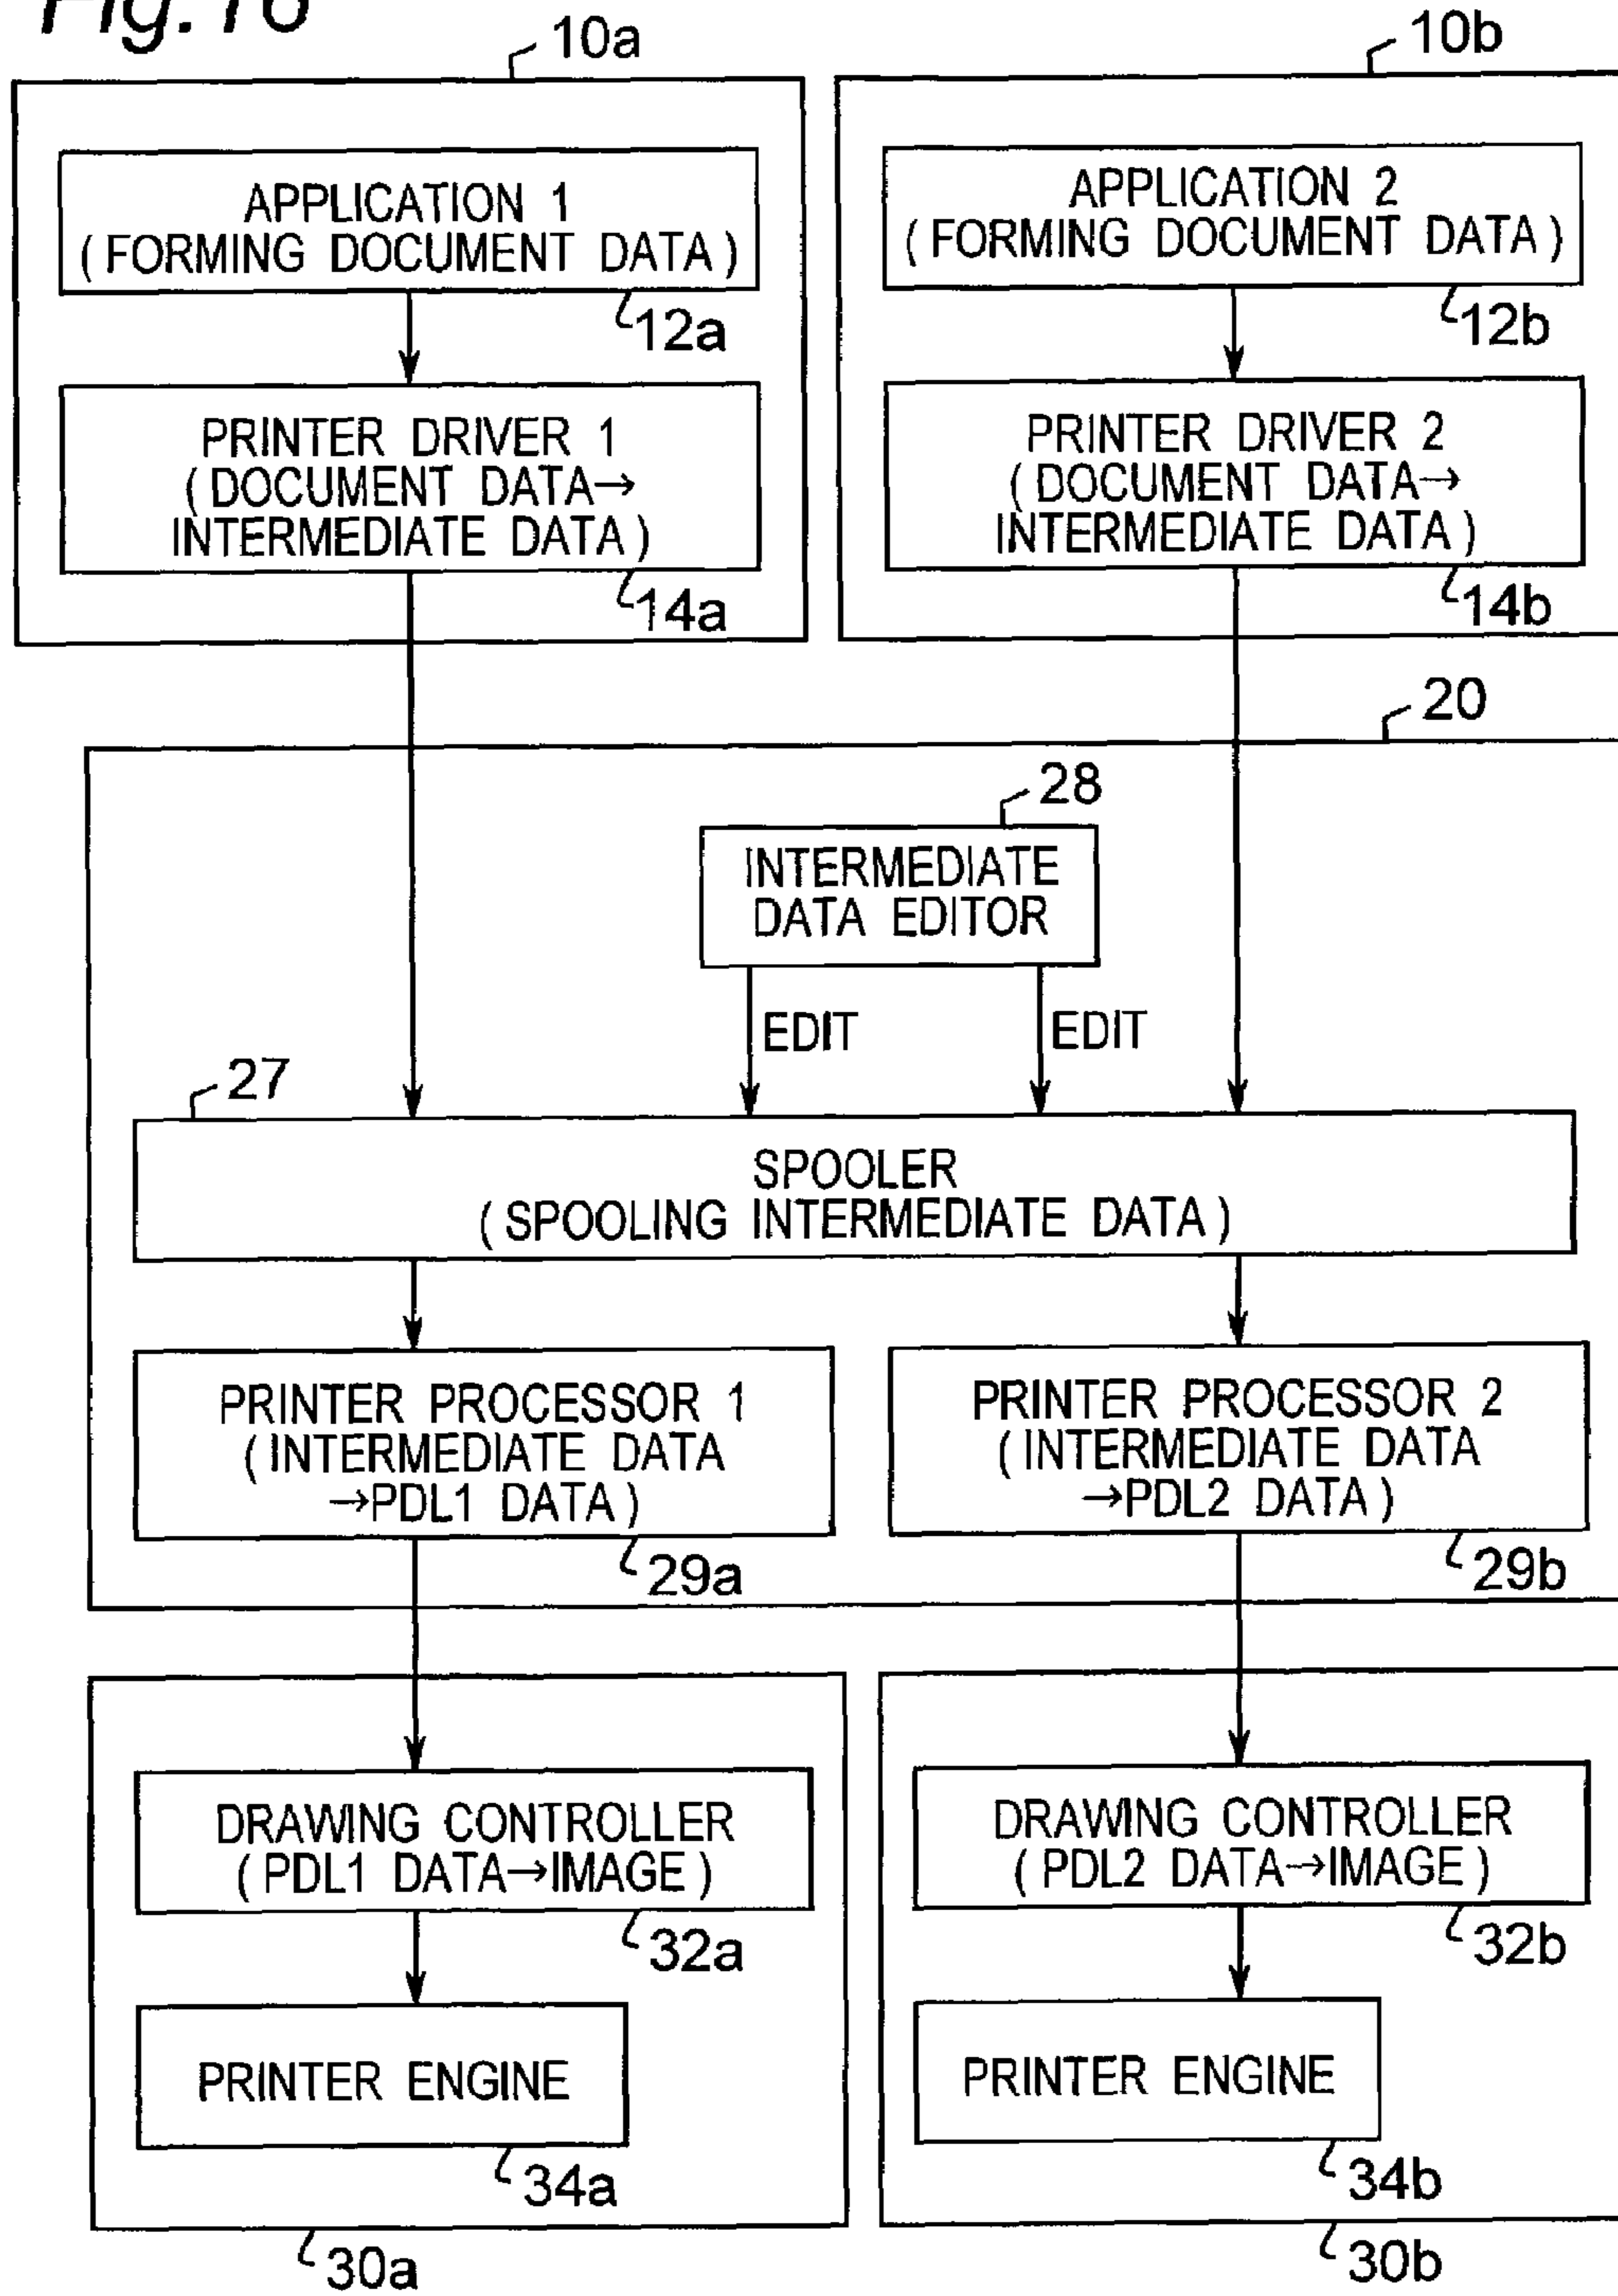 Fig.16
10a
10b
APPLICATION 1
(FORMING DOCUMENT DATA)
12a
APPLICATION 2
(FORMING DOCUMENT DATA)
12b
PRINTER DRIVER 1
(DOCUMENT DATA→
INTERMEDIATE DATA)
14a
PRINTER DRIVER 2
(DOCUMENT DATA→
INTERMEDIATE DATA)
14b
20
28
INTERMEDIATE
DATA EDITOR
EDIT
EDIT
27
SPOOLER
(SPOOLING INTERMEDIATE DATA)
PRINTER PROCESSOR 1
(INTERMEDIATE DATA
→PDL1 DATA)
29a
PRINTER PROCESSOR 2
(INTERMEDIATE DATA
→PDL2 DATA)
29b
DRAWING CONTROLLER
(PDL1 DATA→IMAGE)
32a
DRAWING CONTROLLER
(PDL2 DATA→IMAGE)
32b
PRINTER ENGINE
34a
PRINTER ENGINE
34b
30a
30b